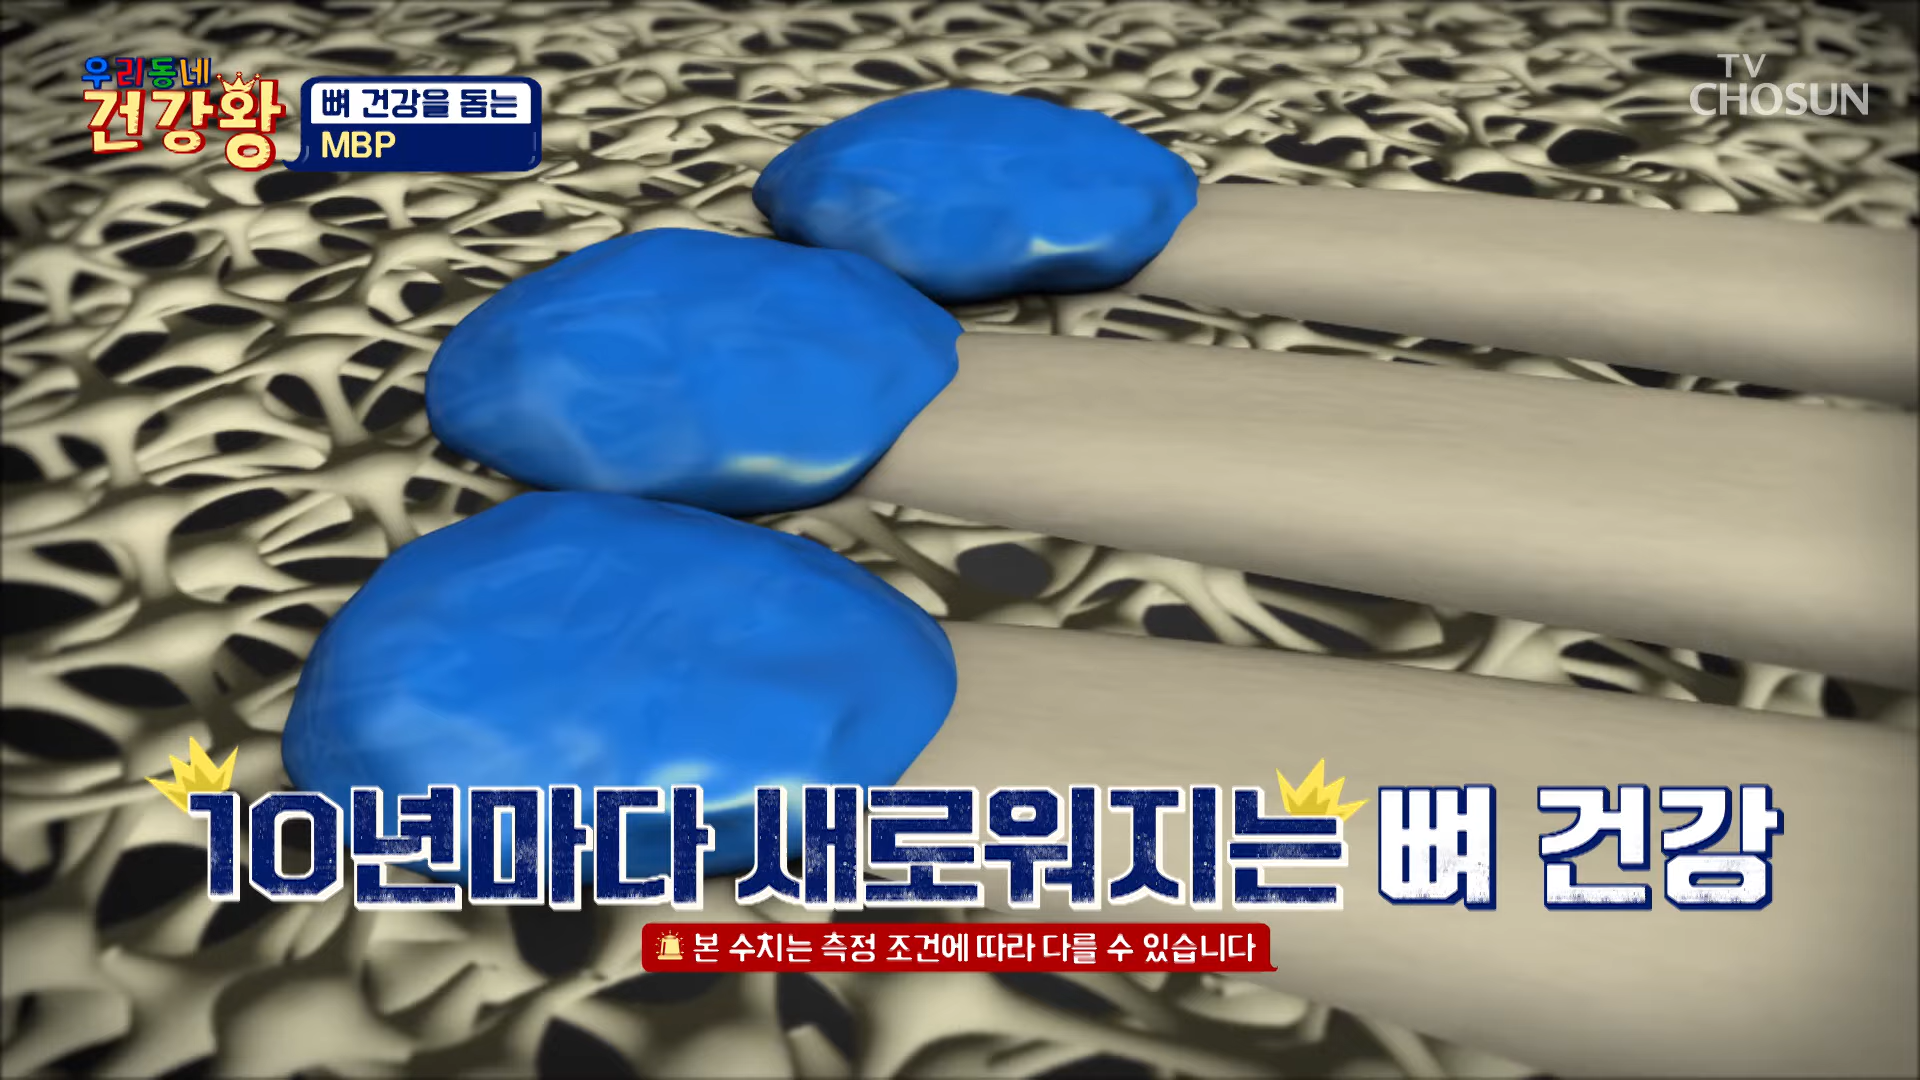 우리동네
건강왕
뼈 건강을 돕는
MBP
TV
CHOSUN
10년마다 새로워지는 뼈 건강
본 수치는 측정 조건에 따라 다를 수 있습니다